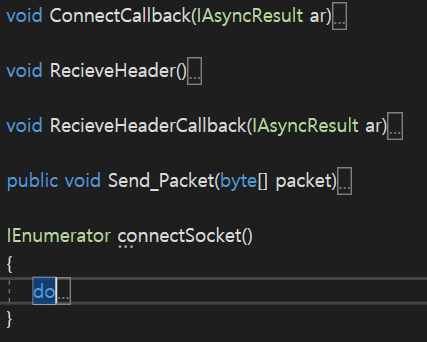 void ConnectCallback(IAsyncResult ar)...
void RecieveHeader()...
void RecieveHeaderCallback(IAsyncResult ar)...
public void Send_Packet(byte[] packet)...
IEnumerator connectSocket()
{
do...
}